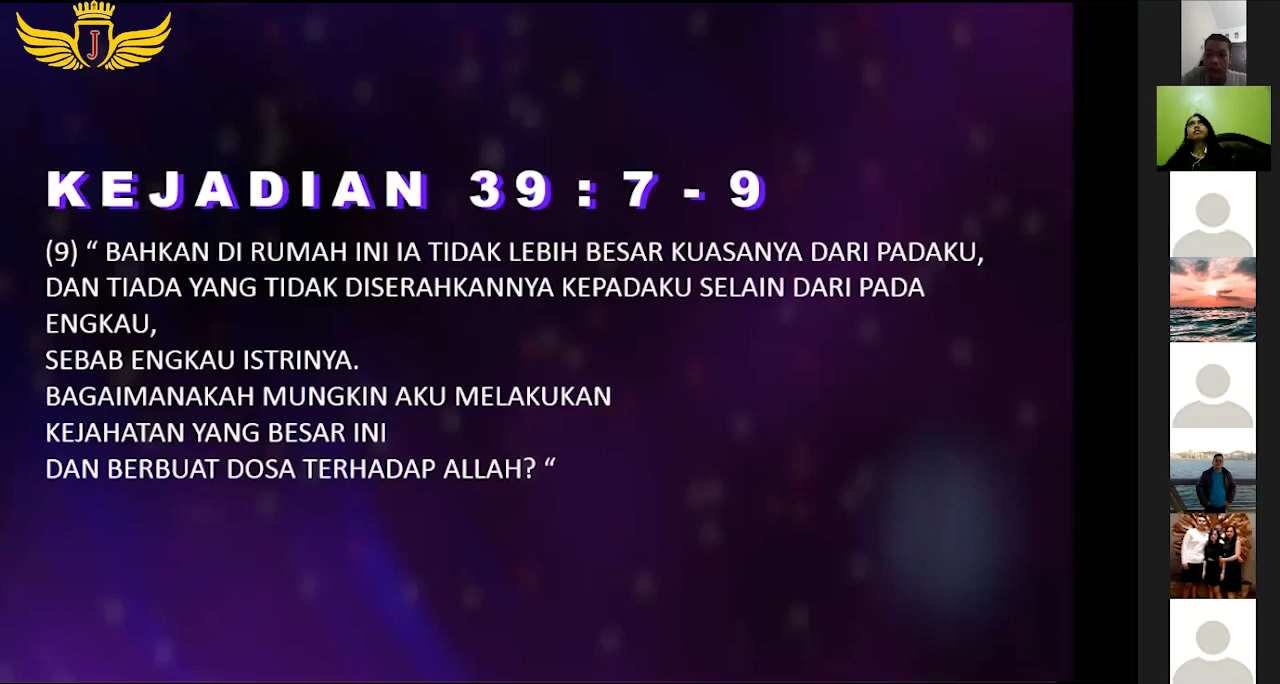 J
KEJADIAN 39 : 7 - 9
(9) “ BAHKAN DI RUMAH INI IA TIDAK LEBIH BESAR KUASANYA DARI PADAKU,
DAN TIADA YANG TIDAK DISERAHKANNYA KEPADAKU SELAIN DARI PADA
ENGKAU,
SEBAB ENGKAU ISTRINYA.
BAGAIMANAKAH MUNGKIN AKU MELAKUKAN
KEJAHATAN YANG BESAR INI
DAN BERBUAT DOSA TERHADAP ALLAH? “